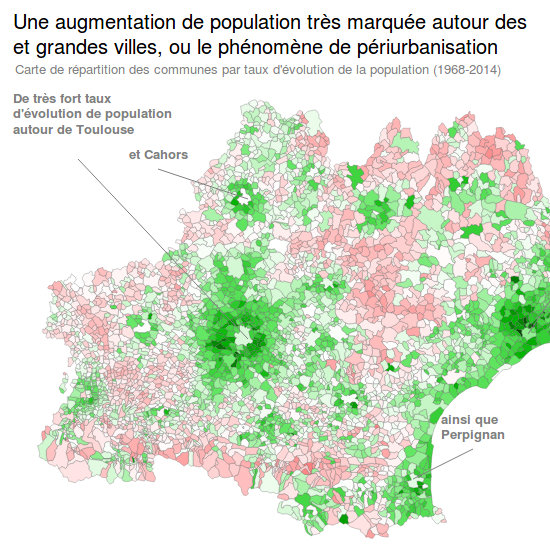 Une augmentation de population très marquée autour des
et grandes villes, ou le phénomène de périurbanisation
Carte de répartition des communes par taux d'évolution de la population (1968-2014)
De très fort taux
d'évolution de population
autour de Toulouse
et Cahors
ainsi que
Perpignan